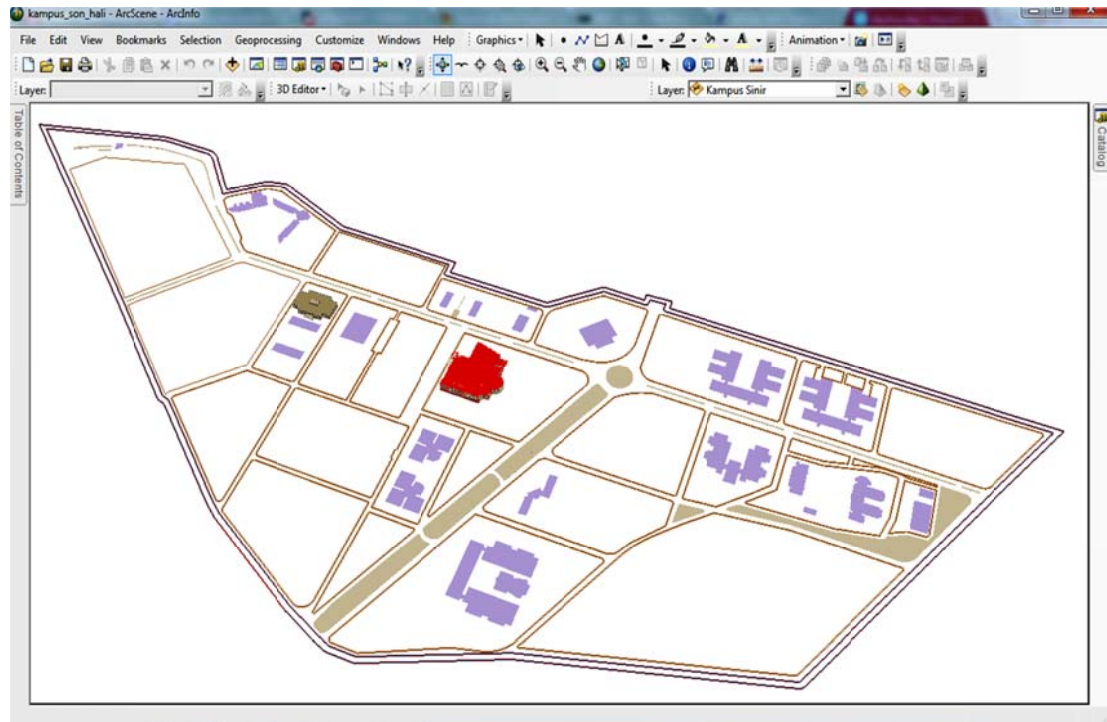 kampus_son_hali - ArcScene - ArcInfo
File Edit View Bookmarks Selection Geoprocessing Customize Windows Help Graphics A A Animation
Layer: 3D Editor Layer: Kampus Sinir
Table of Contents
Catalog